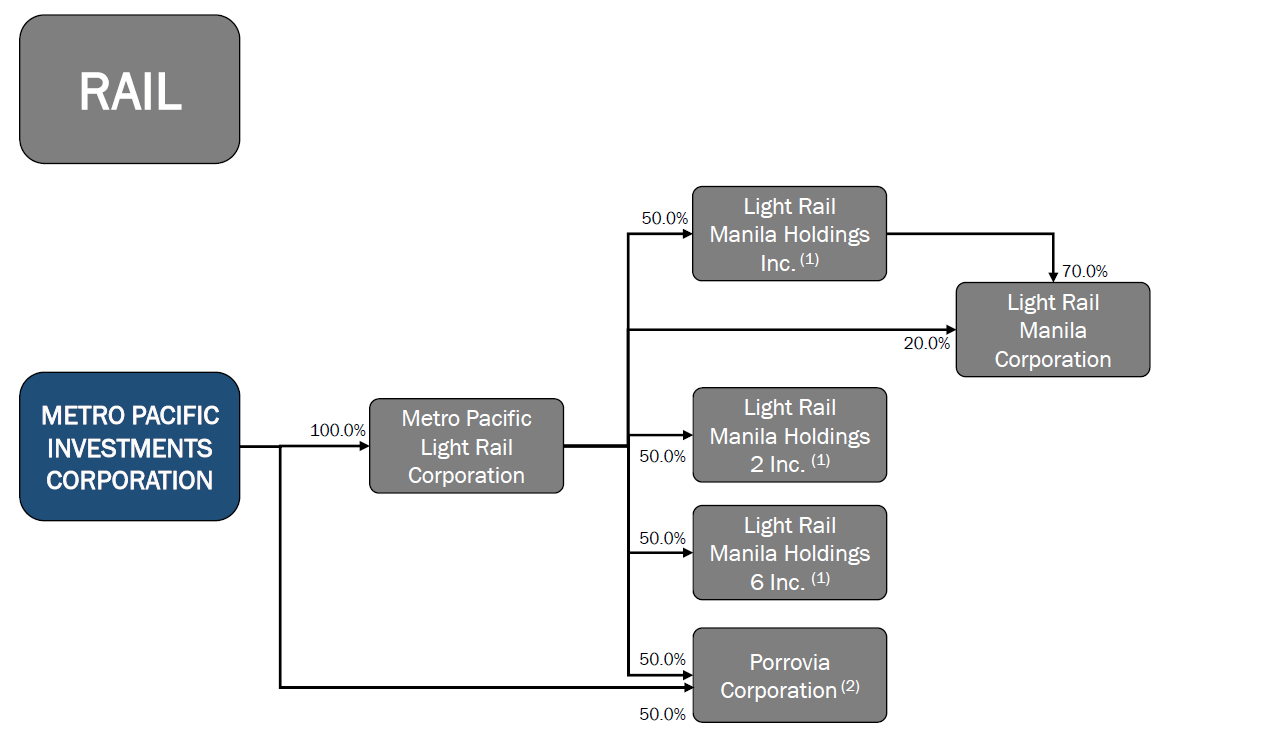 RAIL
50.0%
Light Rail
Manila Holdings
Inc. (1)
70.0%
Light Rail
Manila
Corporation
20.0%
METRO PACIFIC
INVESTMENTS
CORPORATION
100.0%
Metro Pacific
Light Rail
Corporation
Light Rail
Manila Holdings
2 Inc. (1)
50.0%
50.0%
Light Rail
Manila Holdings
6 Inc. (1)
50.0%
Porrovia
Corporation (2)
50.0%